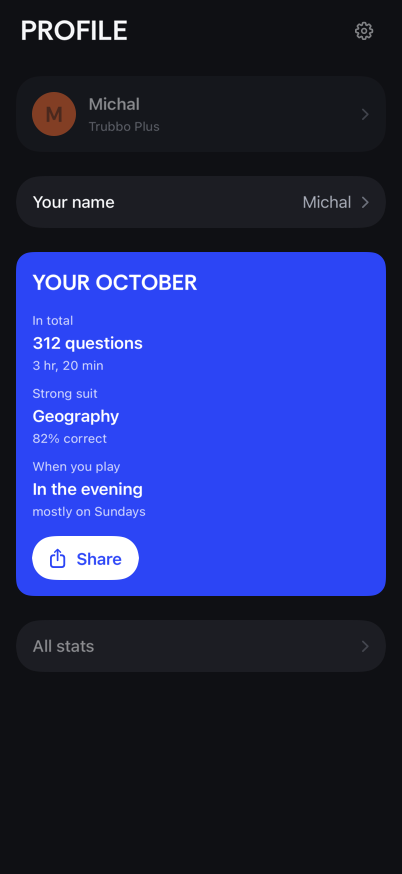 PROFILE
M
Michal
Trubbo Plus
Your name
Michal
YOUR OCTOBER
In total
312 questions
3 hr, 20 min
Strong suit
Geography
82% correct
When you play
In the evening
mostly on Sundays
Share
All stats